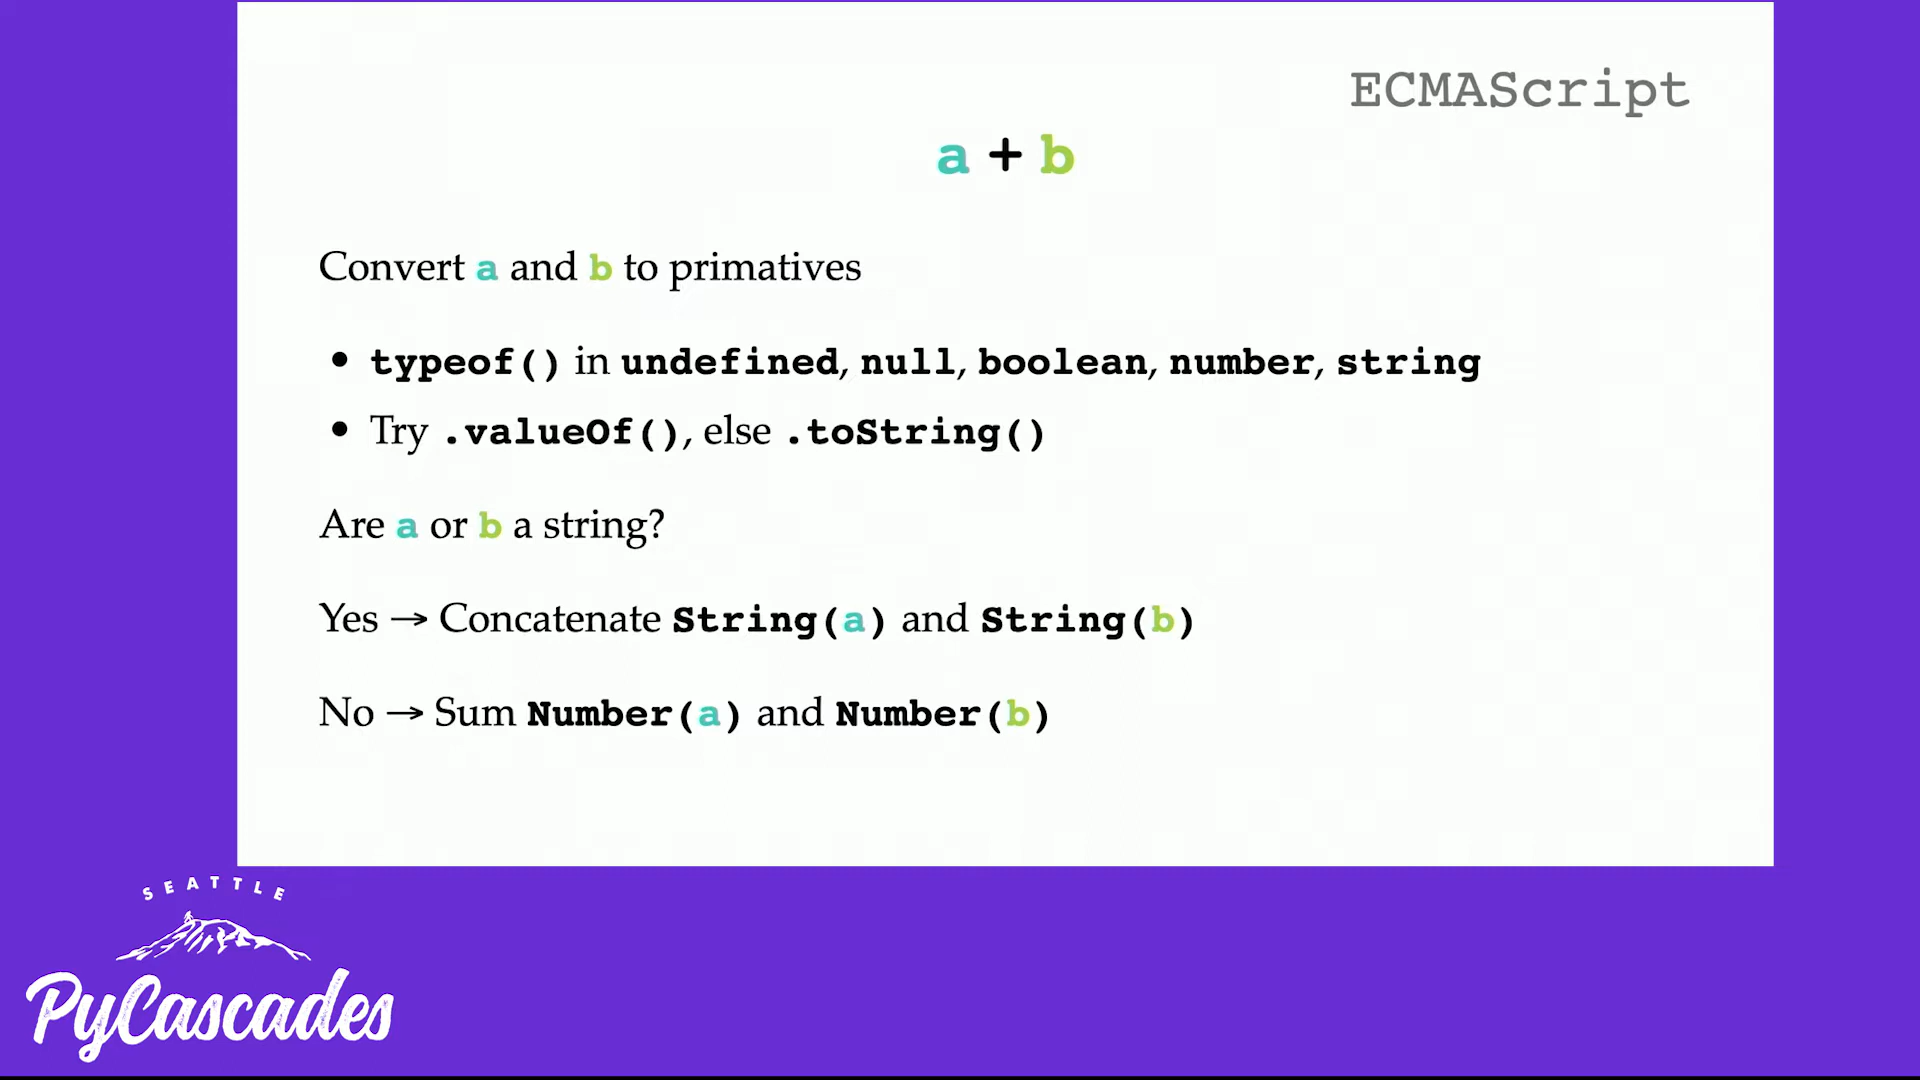 ECMAScript
a + b
Convert a and b to primatives
• typeof() in undefined, null, boolean, number, string
• Try .valueOf(), else .toString()
Are a or b a string?
Yes → Concatenate String(a) and String(b)
No → Sum Number(a) and Number(b)
SEATTLE
PyCascades